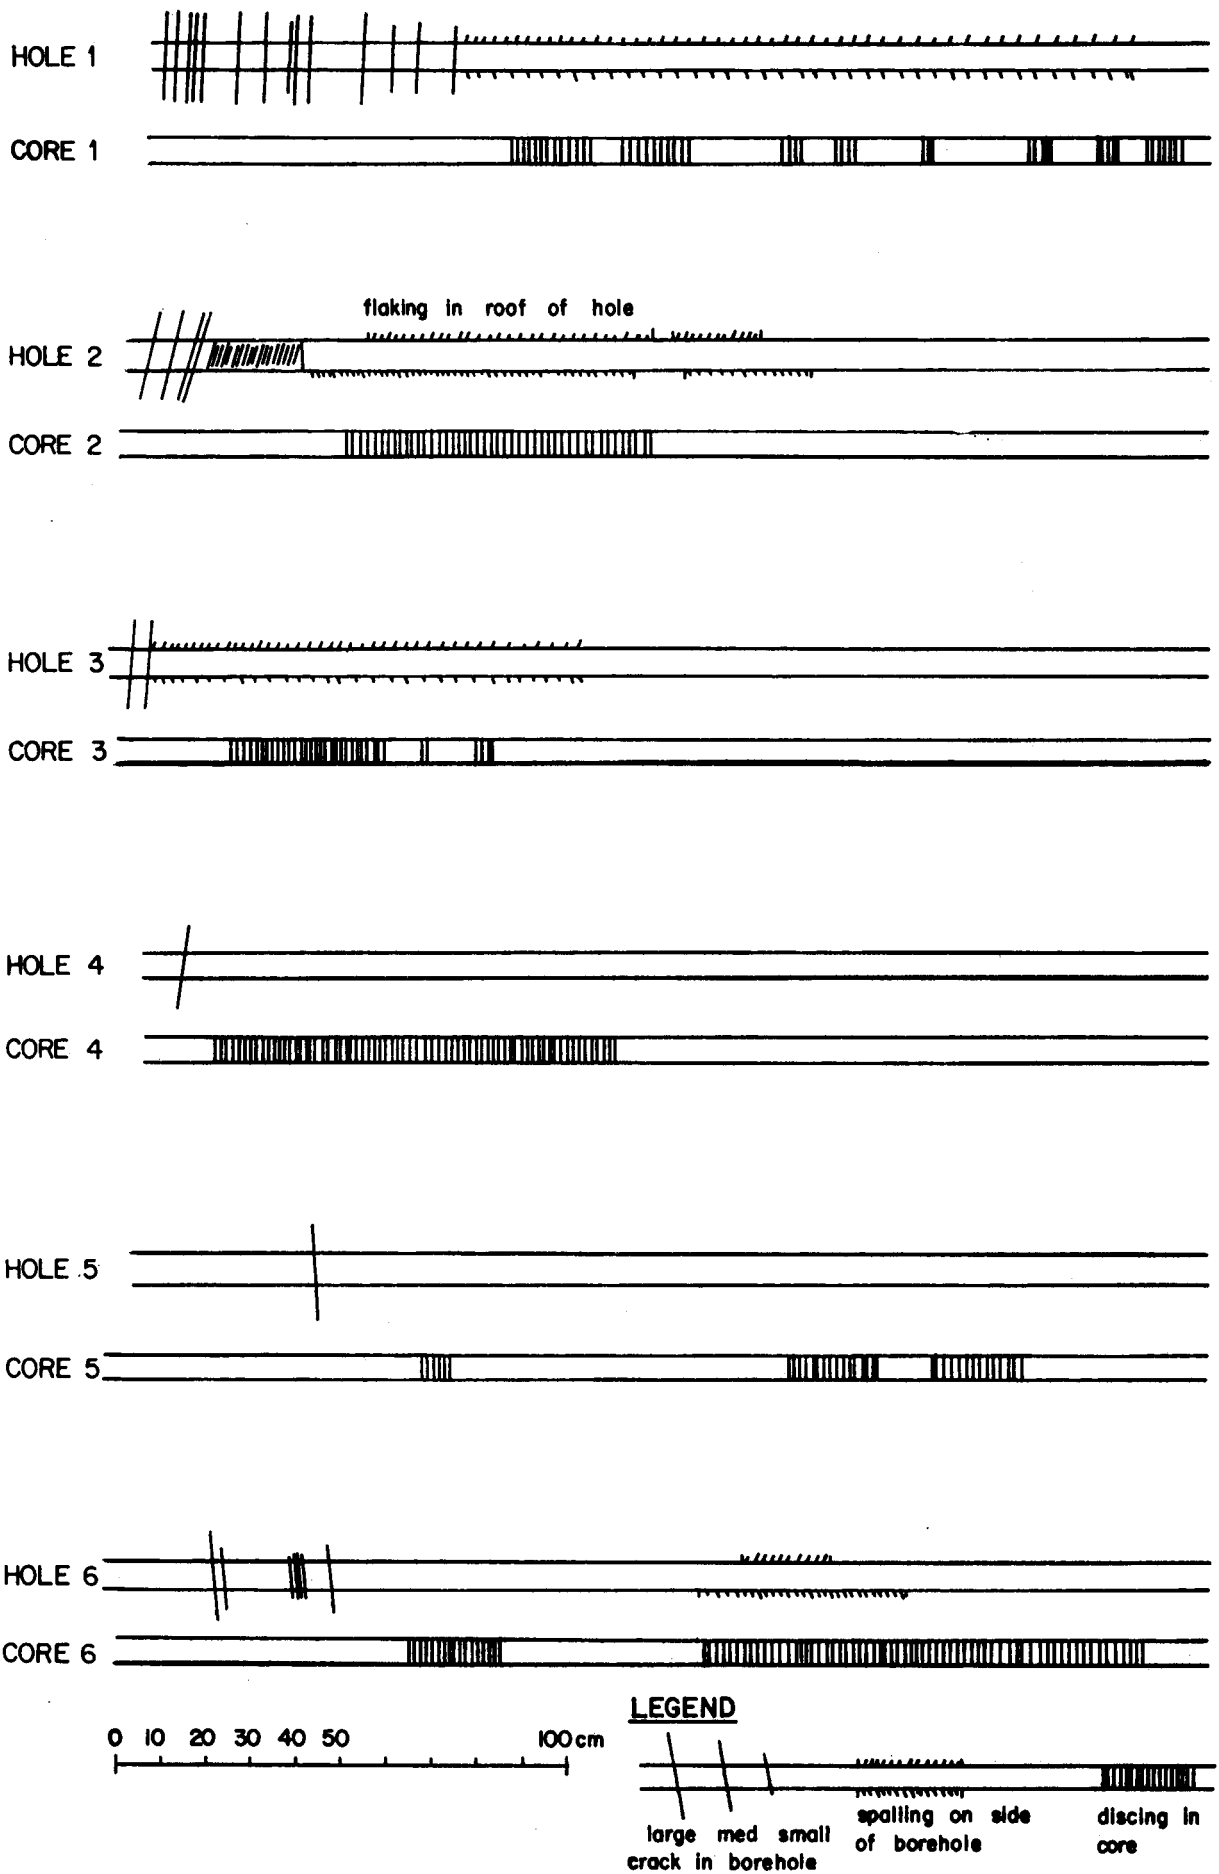 HOLE 1
CORE 1
flaking in roof of hole
HOLE 2
CORE 2
HOLE 3
CORE 3
HOLE 4
CORE 4
HOLE 5
CORE 5
HOLE 6
CORE 6
LEGEND
0 10 20 30 40 50 100 cm
large med small
crack in borehole
spalling on side
of borehole
discing in
core